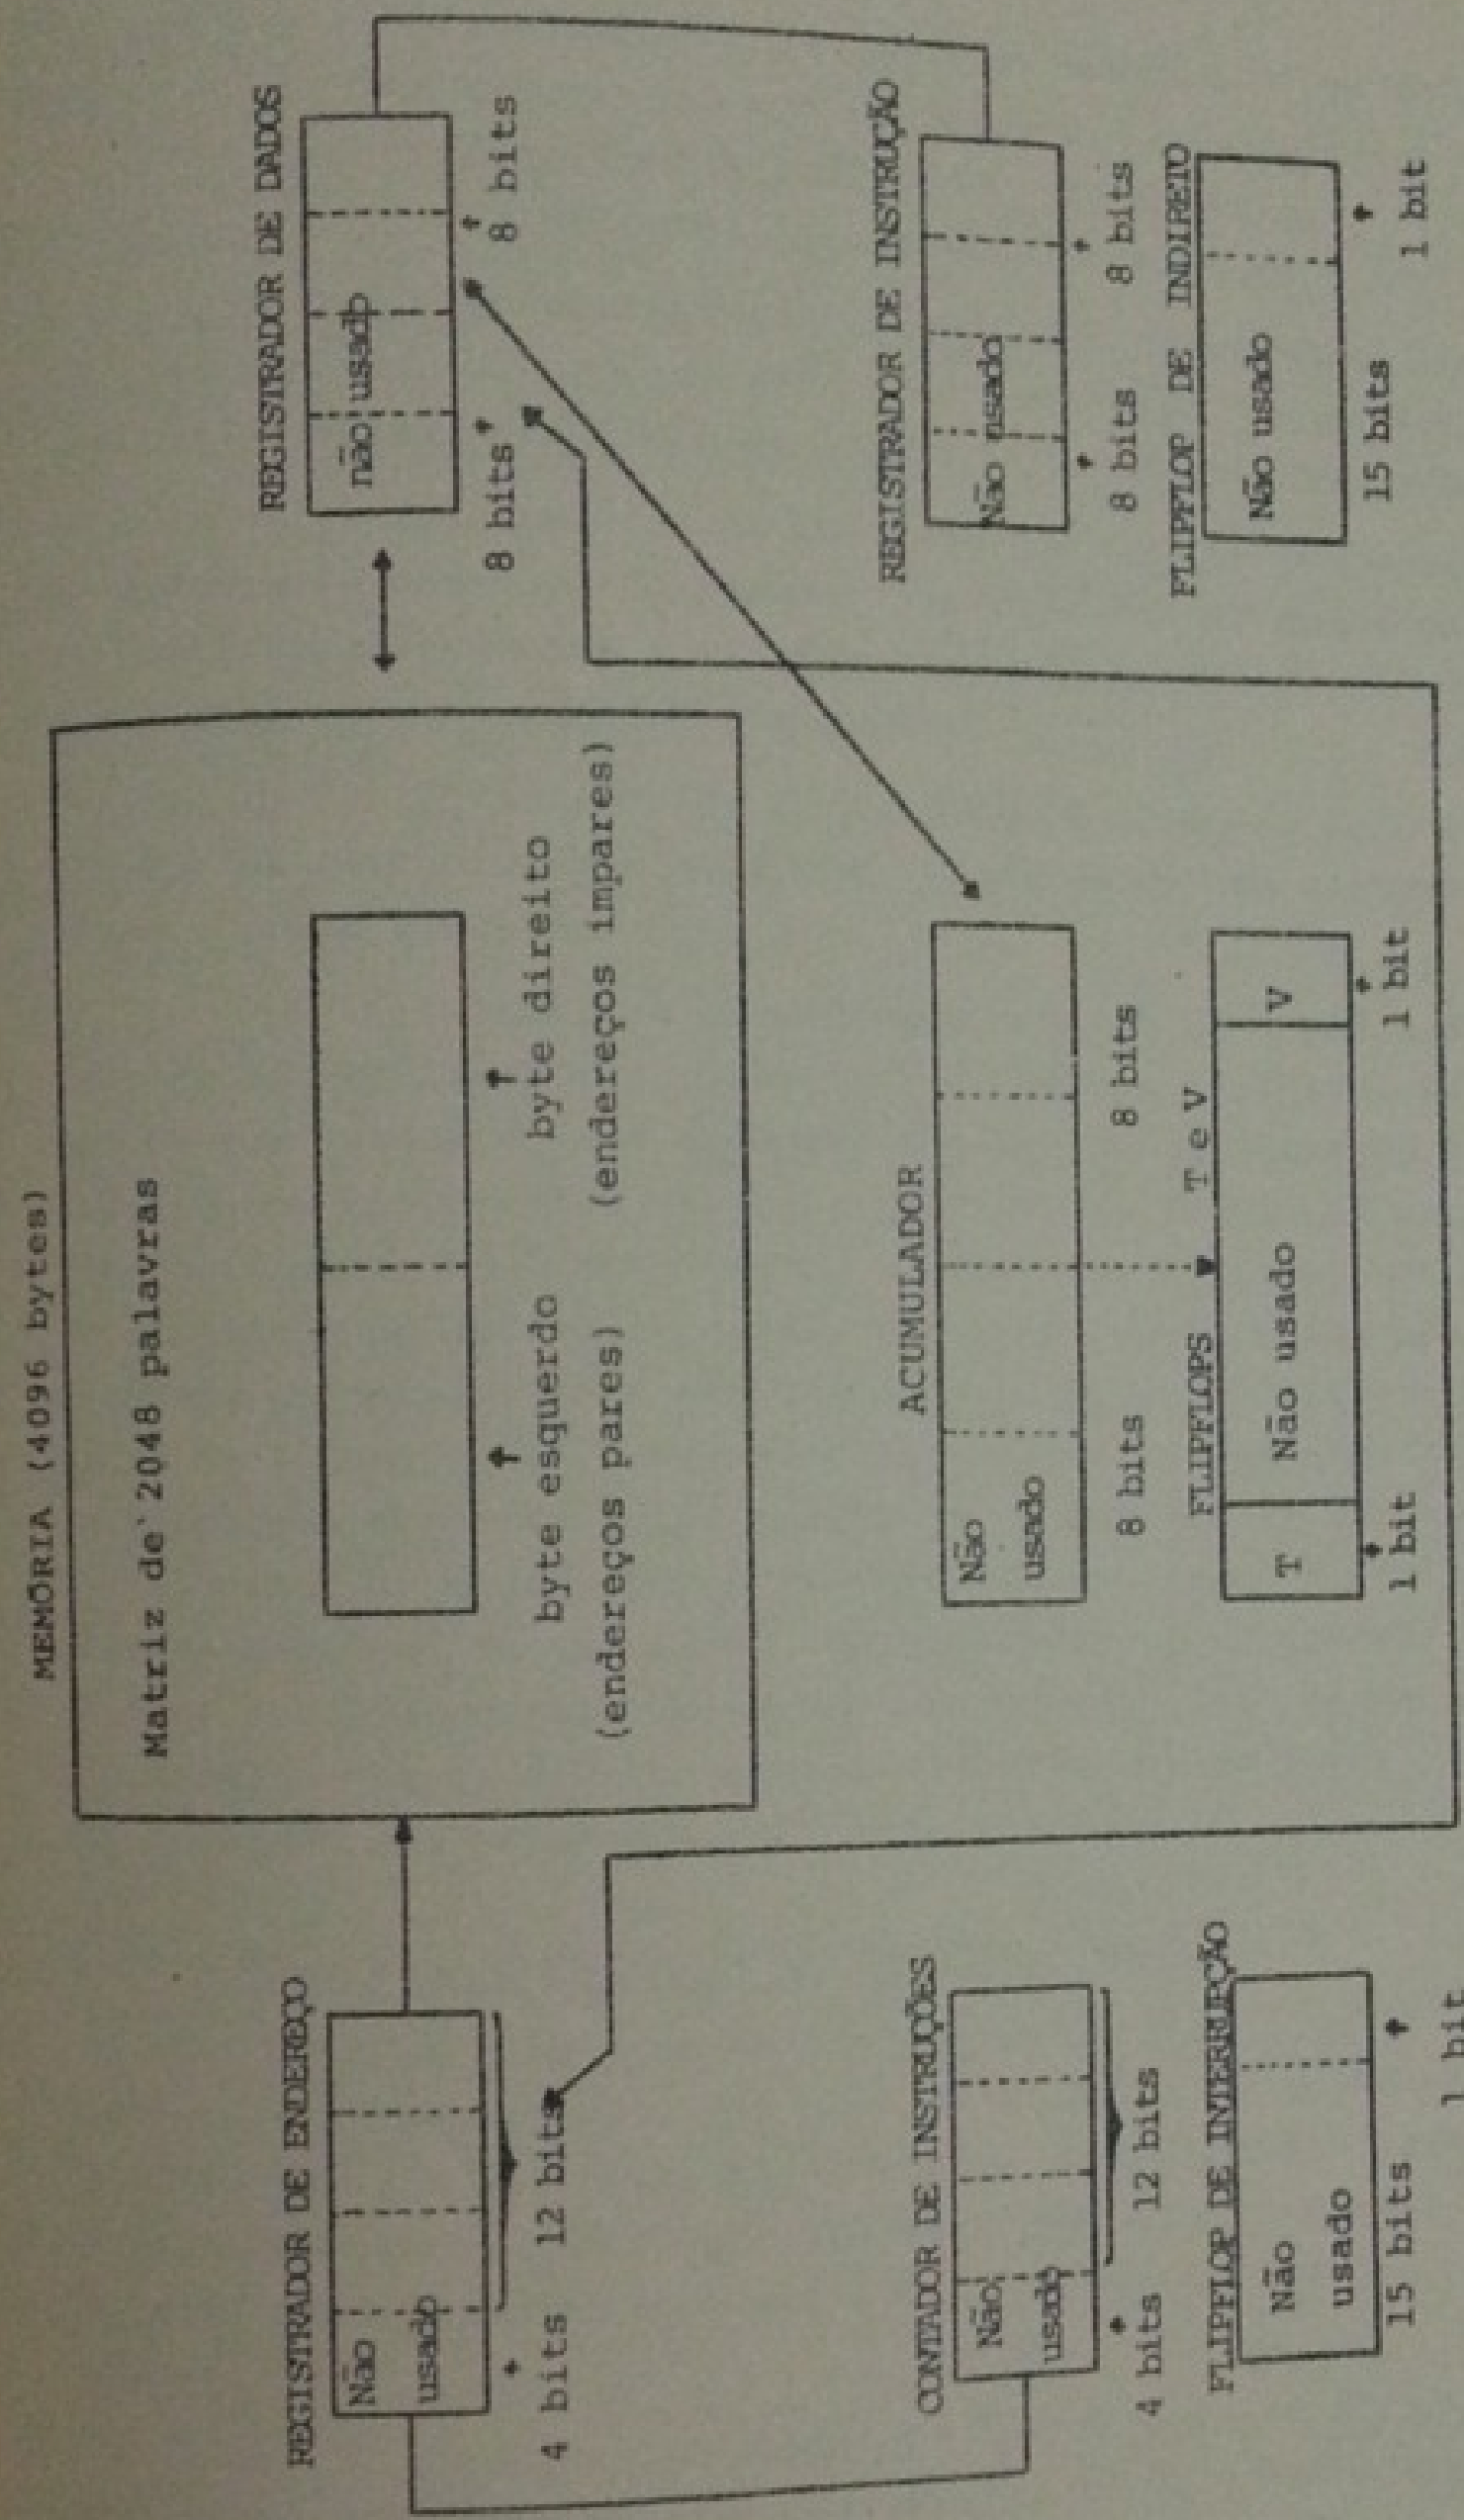 MEMÓRIA (4096 bytes)
Matriz de 2048 palavras
byte esquerdo
byte direito
(endereços pares)
(endereços impares)
REGISTRADOR DE ENDEREÇO
Não
usado
4 bits
12 bits
REGISTRADOR DE DADOS
não usado
8 bits
8 bits
CONTADOR DE INSTRUÇÕES
Não
usado
4 bits
12 bits
ACUMULADOR
Não
usado
8 bits
8 bits
REGISTRADOR DE INSTRUÇÃO
Não usado
8 bits
8 bits
FLIPFLOP DE INTERRUPÇÃO
Não
usado
15 bits
1 bit
FLIPFLOPS T e V
T
Não usado
V
1 bit
1 bit
FLIPFLOP DE INDIRETO
Não usado
15 bits
1 bit